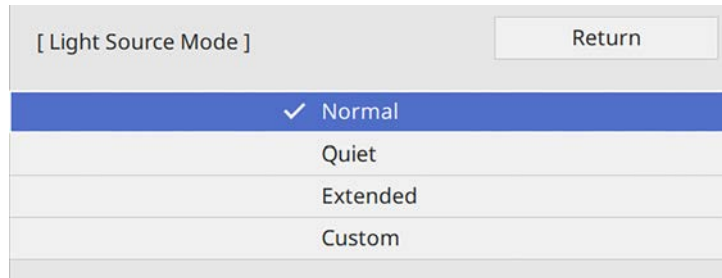 [ Light Source Mode ]
Return
Normal
Quiet
Extended
Custom